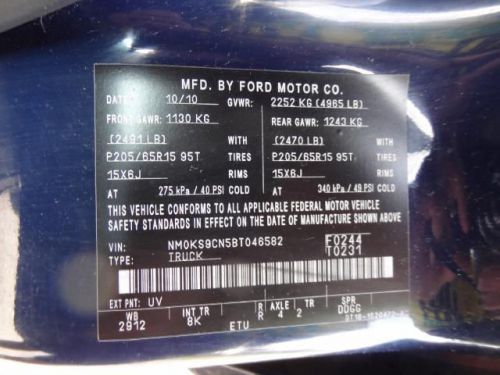 MFD. BY FORD MOTOR CO.
DATE: 10/10 GVWR: 2252 KG (4965 LB)
FRONT GAWR: 1130 KG REAR GAWR: 1243 KG
(2491 LB) WITH (2470 LB) WITH
P205/65R15 95T TIRES P205/65R15 95T TIRES
15X6J RIMS 15X6J RIMS
AT 275 kPa / 40 PSI COLD AT 340 kPa / 49 PSI COLD
THIS VEHICLE CONFORMS TO ALL APPLICABLE FEDERAL MOTOR VEHICLE
SAFETY STANDARDS IN EFFECT ON THE DATE OF MANUFACTURE SHOWN ABOVE.
VIN: NM0KS9CN5BT046582 F0244
TYPE: TRUCK T0231
EXT PNT: UV
WB INT TR R AXLE TR SPR
2912 8K R 4 2 DDGG
ETU